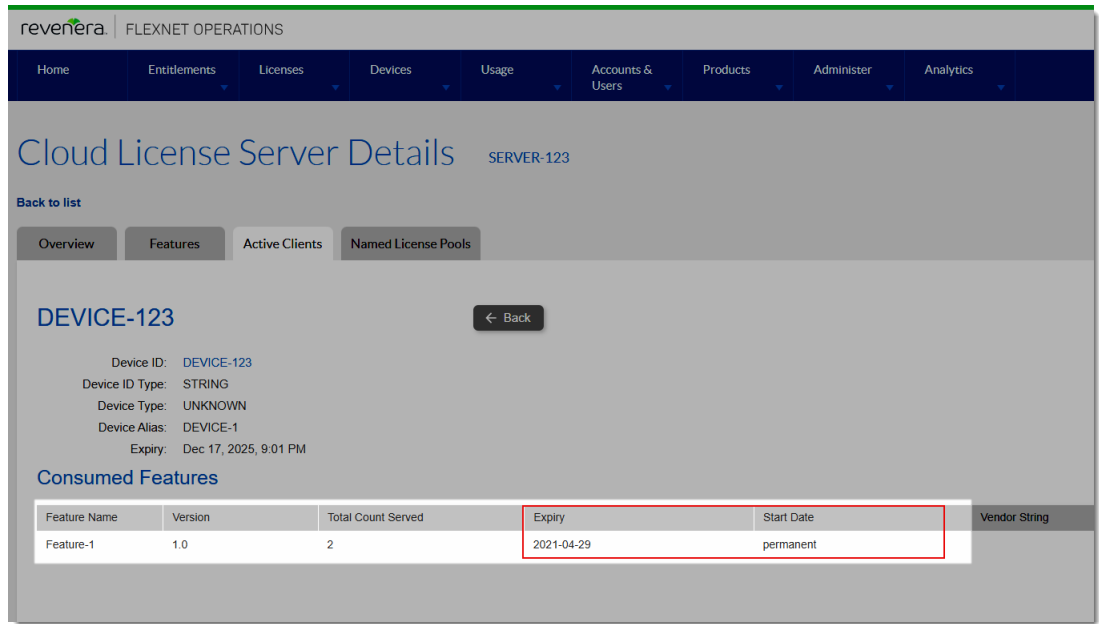 revenera. FLEXNET OPERATIONS
Home Entitlements Licenses Devices Usage Accounts & Products Administer Analytics
Users
Cloud License Server Details SERVER-123
Back to list
Overview Features Active Clients Named License Pools
DEVICE-123 ← Back
Device ID: DEVICE-123
Device ID Type: STRING
Device Type: UNKNOWN
Device Alias: DEVICE-1
Expiry: Dec 17, 2025, 9:01 PM
Consumed Features
Feature Name Version Total Count Served Expiry Start Date Vendor String
Feature-1 1.0 2 2021-04-29 permanent